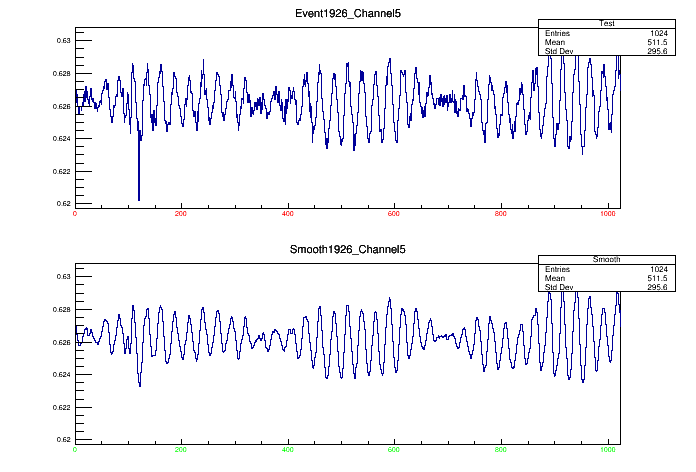 Event1926_Channel5
Test
Entries 1024
Mean 511.5
Std Dev 295.6
0.63
0.628
0.626
0.624
0.622
0.62
0 200 400 600 800 1000
Smooth1926_Channel5
Smooth
Entries 1024
Mean 511.5
Std Dev 295.6
0.63
0.628
0.626
0.624
0.622
0.62
0 200 400 600 800 1000